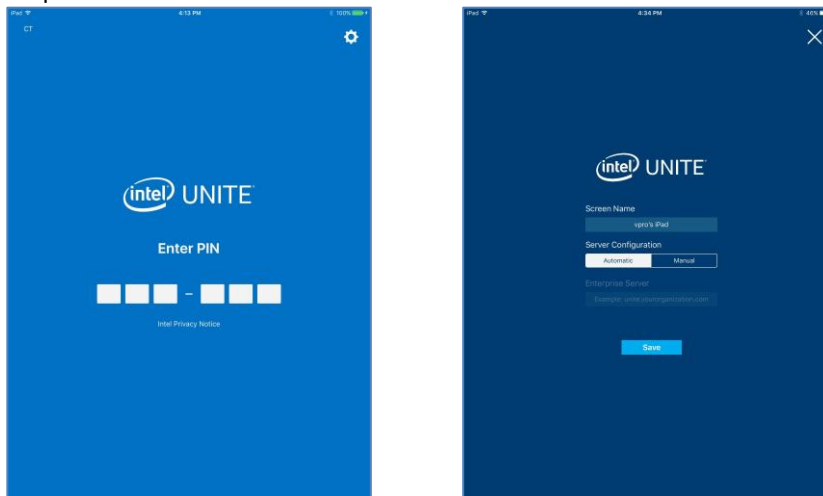 iPad 4:13 PM 100%
CT
intel UNITE
Enter PIN
–
Intel Privacy Notice
iPad 4:34 PM 46%
intel UNITE
Screen Name
vpro's iPad
Server Configuration
Automatic Manual
Enterprise Server
Example: unite.yourorganization.com
Save